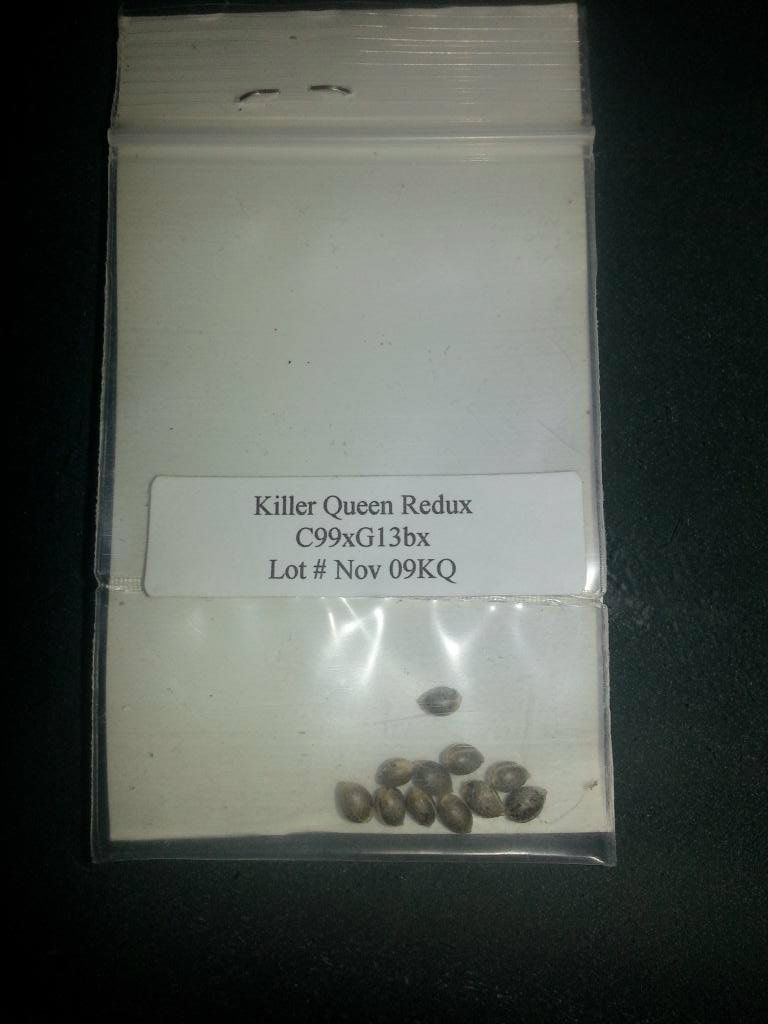 Killer Queen Redux
C99xG13bx
Lot # Nov 09KQ